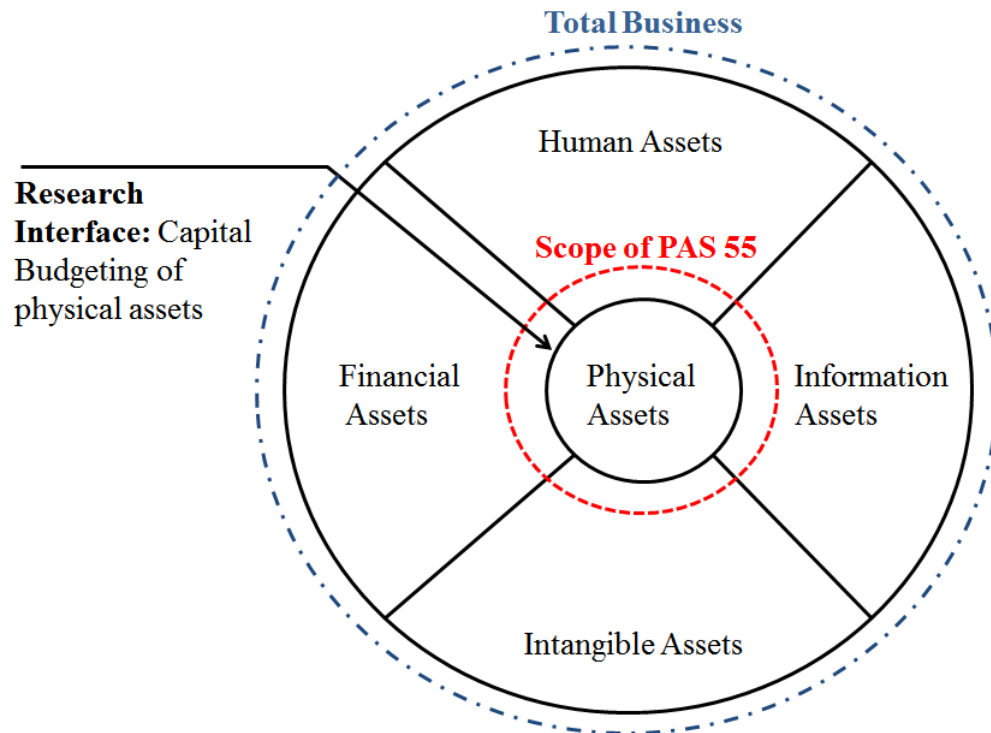 Total Business
Human Assets
Research
Interface: Capital
Budgeting of
physical assets
Scope of PAS 55
Financial
Assets
Physical
Assets
Information
Assets
Intangible Assets